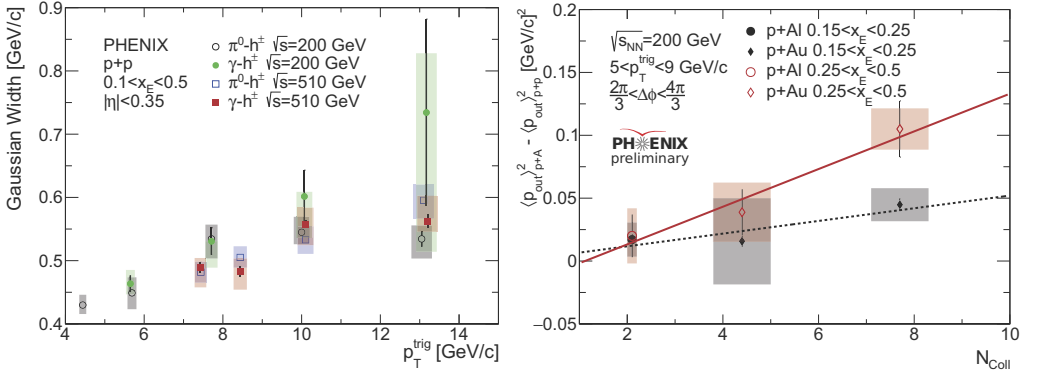 0.9
0.8
0.7
0.6
0.5
0.4
Gaussian Width [GeV/c]
PHENIX
p+p
0.1<x_E<0.5
|η|<0.35
π⁰-h± √s=200 GeV
γ-h± √s=200 GeV
π⁰-h± √s=510 GeV
γ-h± √s=510 GeV
4 6 8 10 12 14
p_T^trig [GeV/c]
0.2
0.15
0.1
0.05
0
−0.05
⟨p_out⟩²_p+A - ⟨p_out⟩²_p+p [GeV/c]²
√s_NN=200 GeV
5<p_T^trig<9 GeV/c
2π/3<Δϕ<4π/3
PHENIX
preliminary
p+Al 0.15<x_E<0.25
p+Au 0.15<x_E<0.25
p+Al 0.25<x_E<0.5
p+Au 0.25<x_E<0.5
0 2 4 6 8 10
N_Coll